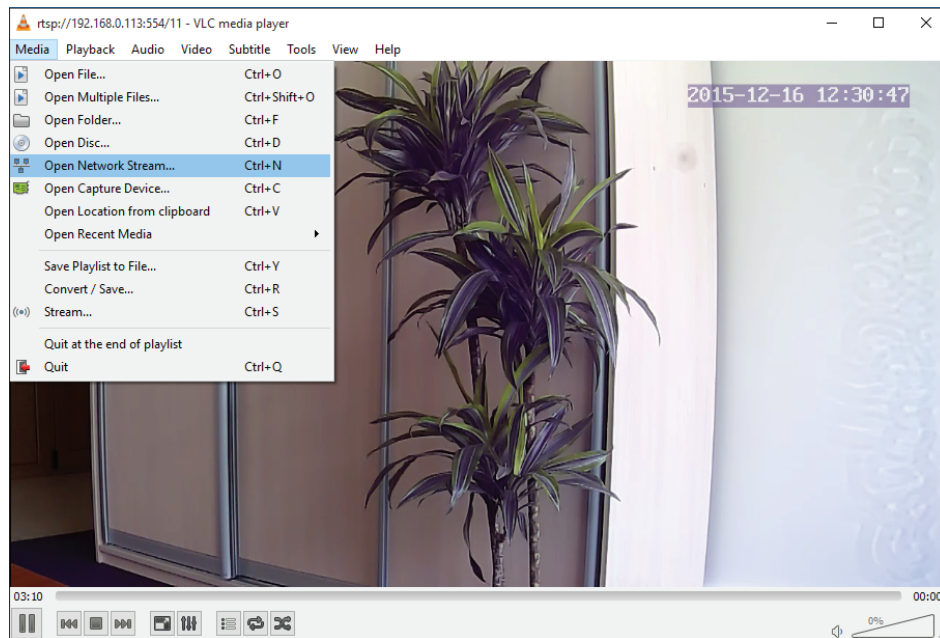 rtsp://192.168.0.113:554/11 - VLC media player
Media Playback Audio Video Subtitle Tools View Help
Open File... Ctrl+O
Open Multiple Files... Ctrl+Shift+O
Open Folder... Ctrl+F
Open Disc... Ctrl+D
Open Network Stream... Ctrl+N
Open Capture Device... Ctrl+C
Open Location from clipboard Ctrl+V
Open Recent Media
Save Playlist to File... Ctrl+Y
Convert / Save... Ctrl+R
Stream... Ctrl+S
Quit at the end of playlist
Quit Ctrl+Q
2015-12-16 12:30:47
03:10 00:00
0%